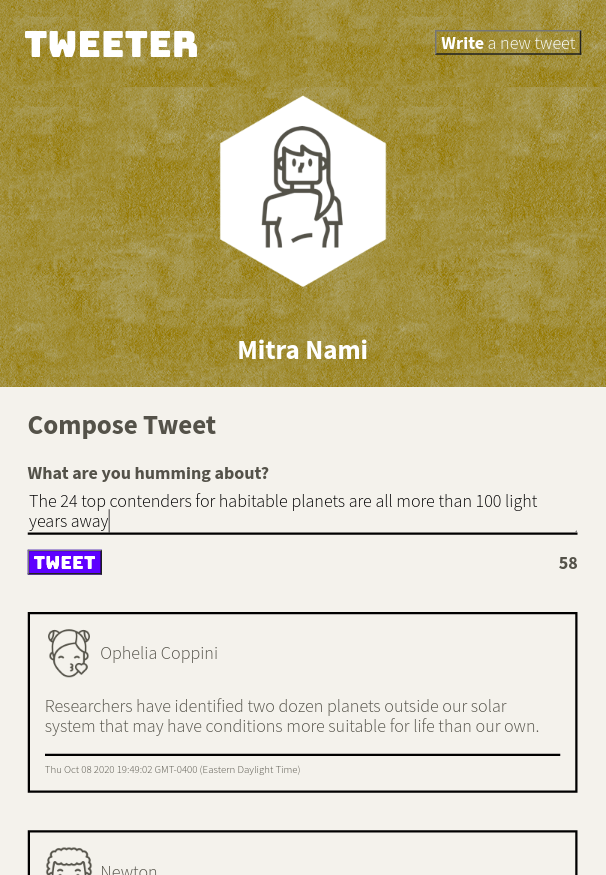 TWEETER
Write a new tweet
Mitra Nami
Compose Tweet
What are you humming about?
The 24 top contenders for habitable planets are all more than 100 light
years away
TWEET
58
Ophelia Coppini
Researchers have identified two dozen planets outside our solar
system that may have conditions more suitable for life than our own.
Thu Oct 08 2020 19:49:02 GMT-0400 (Eastern Daylight Time)
Newton